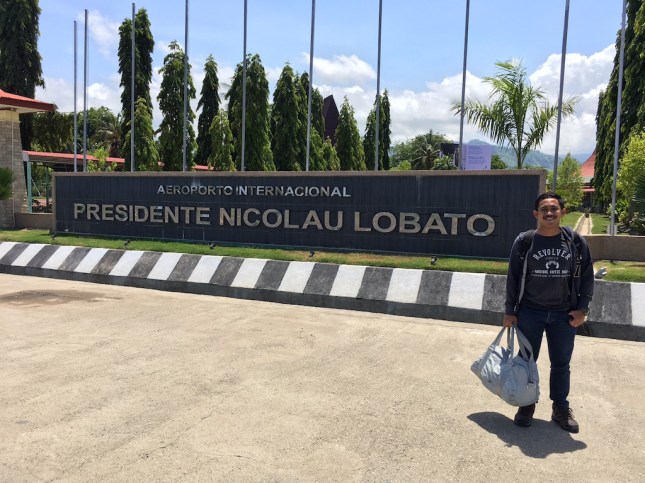 AEROPORTO INTERNACIONAL
PRESIDENTE NICOLAU LOBATO
REVOLVER